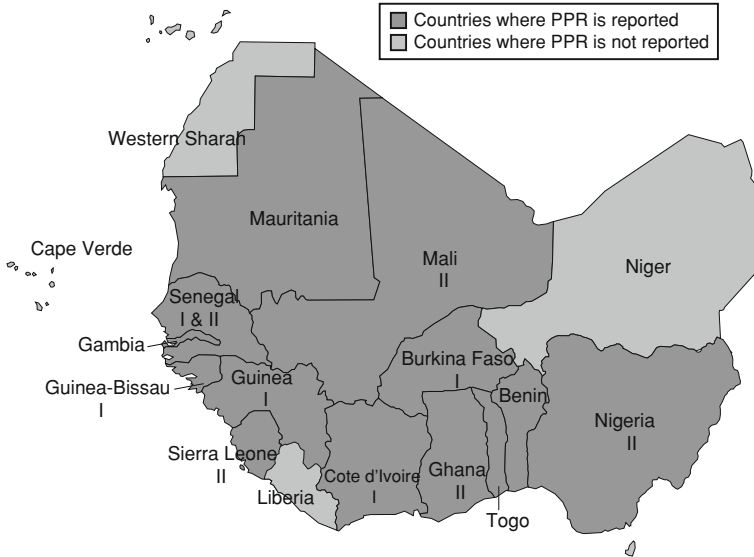 Countries where PPR is reported
Countries where PPR is not reported
Western Sharah
Mauritania
Cape Verde
Mali
II
Niger
Senegal
I & II
Gambia
Burkina Faso
I
Guinea
I
Guinea-Bissau
I
Benin
Nigeria
II
Sierra Leone
II
Cote d'Ivoire
I
Ghana
II
Liberia
Togo